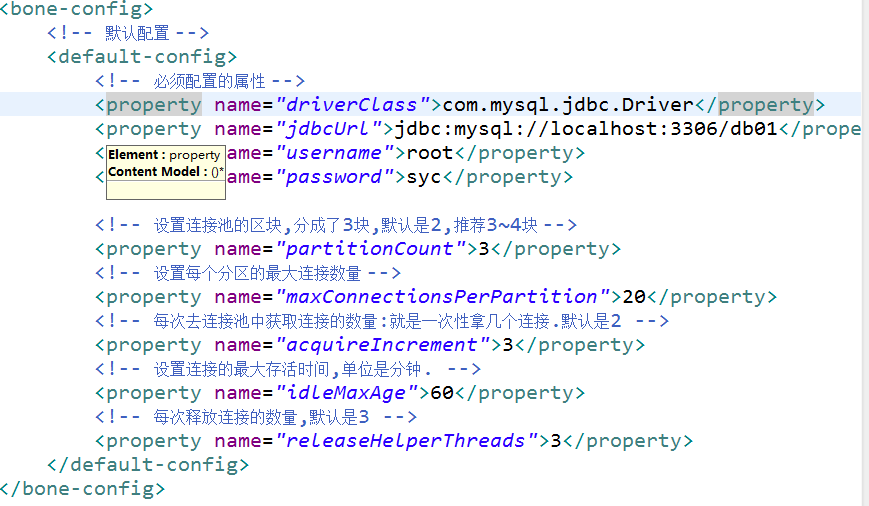 <bone-config>
<!-- 默认配置 -->
<default-config>
<!-- 必须配置的属性 -->
<property name="driverClass">com.mysql.jdbc.Driver</property>
<property name="jdbcUrl">jdbc:mysql://localhost:3306/db01</prope
< ame="username">root</property>
Element : property
< ame="password">syc</property>
Content Model : ()*
<!-- 设置连接池的区块,分成了3块,默认是2,推荐3~4块 -->
<property name="partitionCount">3</property>
<!-- 设置每个分区的最大连接数量 -->
<property name="maxConnectionsPerPartition">20</property>
<!-- 每次去连接池中获取连接的数量:就是一次性拿几个连接.默认是2 -->
<property name="acquireIncrement">3</property>
<!-- 设置连接的最大存活时间,单位是分钟. -->
<property name="idleMaxAge">60</property>
<!-- 每次释放连接的数量,默认是3 -->
<property name="releaseHelperThreads">3</property>
</default-config>
</bone-config>